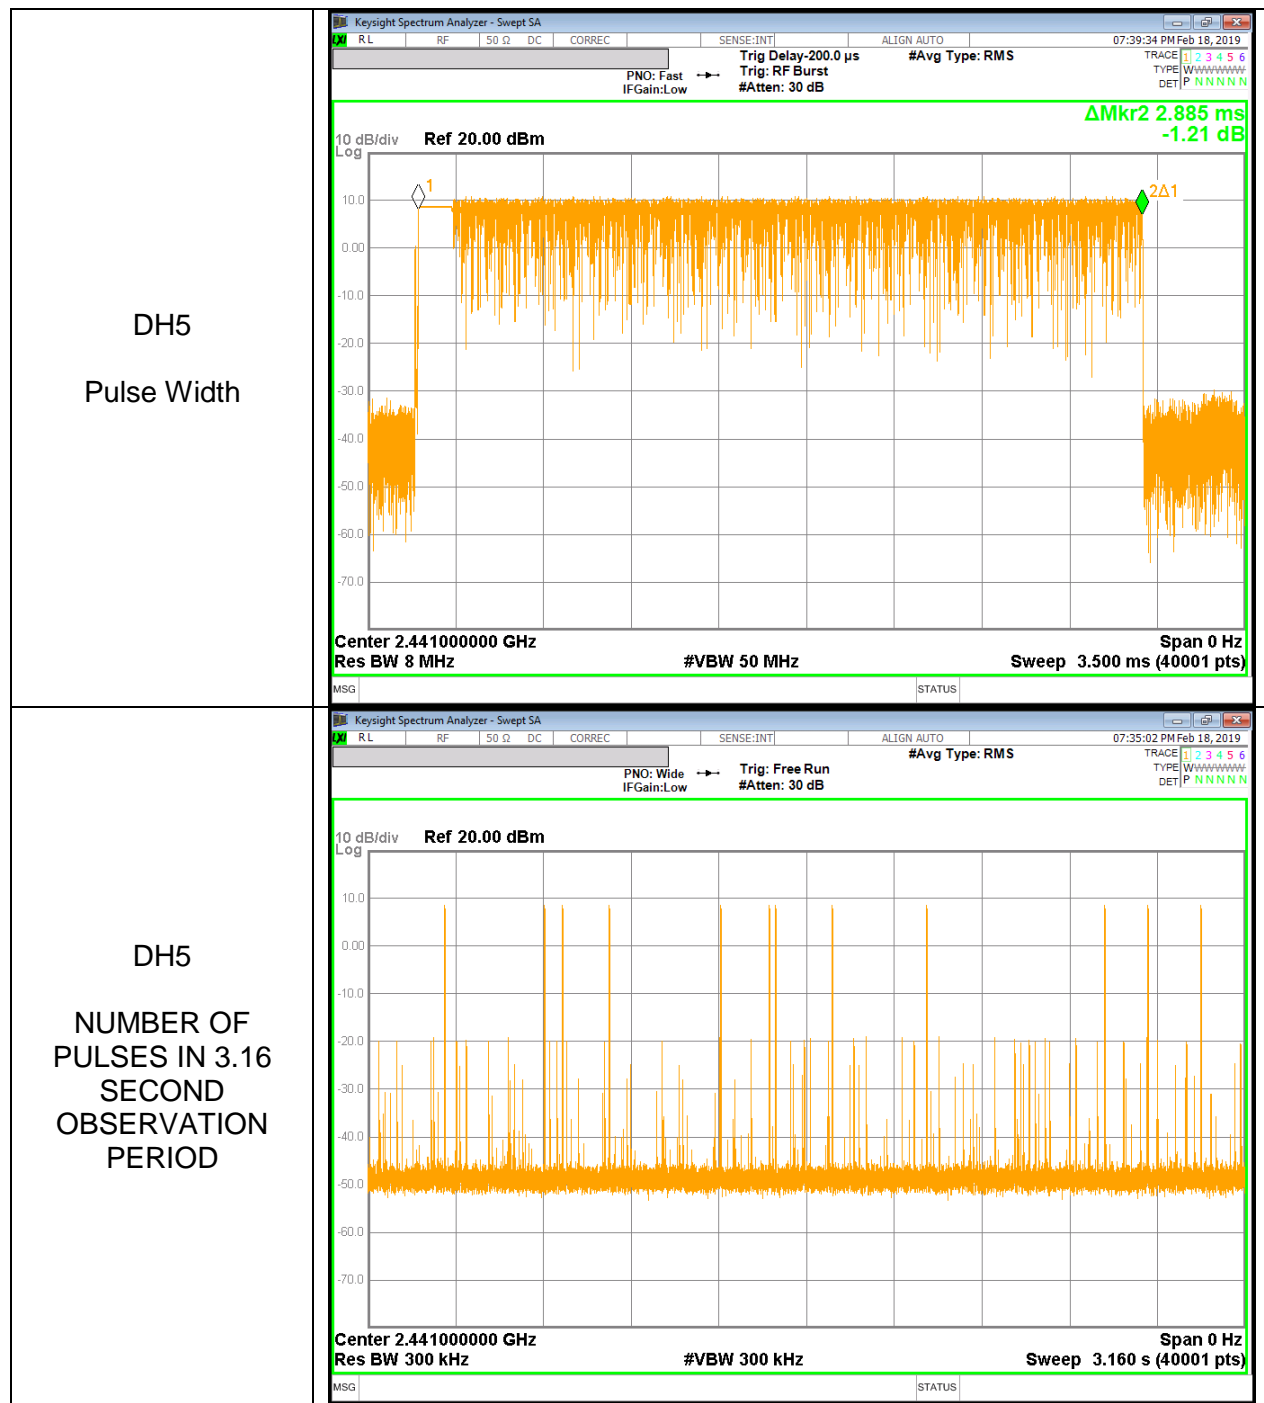 DH5
Pulse Width
Keysight Spectrum Analyzer - Swept SA
LXI RL RF 50 Ω DC CORREC SENSE:INT ALIGN AUTO 07:39:34 PM Feb 18, 2019
Trig Delay-200.0 µs #Avg Type: RMS TRACE 1 2 3 4 5 6
PNO: Fast Trig: RF Burst TYPE WWWWWWW
IFGain:Low #Atten: 30 dB DET P N N N N N
ΔMkr2 2.885 ms
-1.21 dB
10 dB/div Ref 20.00 dBm
Log
1
2Δ1
10.0
0.00
-10.0
-20.0
-30.0
-40.0
-50.0
-60.0
-70.0
Center 2.441000000 GHz Span 0 Hz
Res BW 8 MHz #VBW 50 MHz Sweep 3.500 ms (40001 pts)
MSG STATUS
DH5
NUMBER OF
PULSES IN 3.16
SECOND
OBSERVATION
PERIOD
Keysight Spectrum Analyzer - Swept SA
LXI RL RF 50 Ω DC CORREC SENSE:INT ALIGN AUTO 07:35:02 PM Feb 18, 2019
#Avg Type: RMS TRACE 1 2 3 4 5 6
PNO: Wide Trig: Free Run TYPE WWWWWWW
IFGain:Low #Atten: 30 dB DET P N N N N N
10 dB/div Ref 20.00 dBm
Log
10.0
0.00
-10.0
-20.0
-30.0
-40.0
-50.0
-60.0
-70.0
Center 2.441000000 GHz Span 0 Hz
Res BW 300 kHz #VBW 300 kHz Sweep 3.160 s (40001 pts)
MSG STATUS